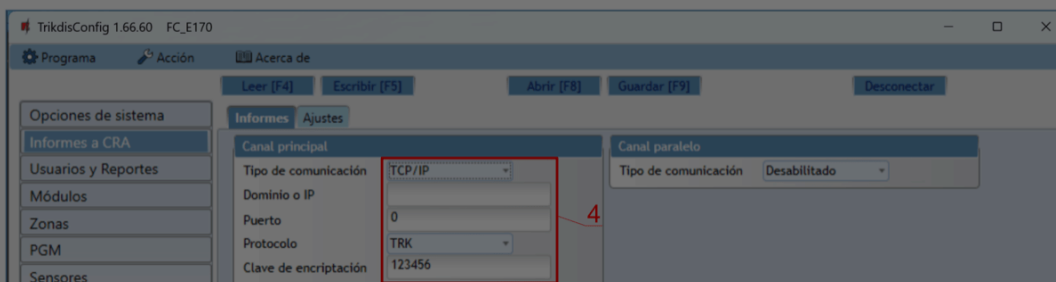 TrikdisConfig 1.66.60 FC_E170
Programa Acción Acerca de
Leer [F4] Escribir [F5] Abrir [F8] Guardar [F9] Desconectar
Opciones de sistema
Informes a CRA
Usuarios y Reportes
Módulos
Zonas
PGM
Sensores
Informes Ajustes
Canal principal
Tipo de comunicación TCP/IP
Dominio o IP
Puerto 0
Protocolo TRK
Clave de encriptación 123456
4
Canal paralelo
Tipo de comunicación Desabilitado